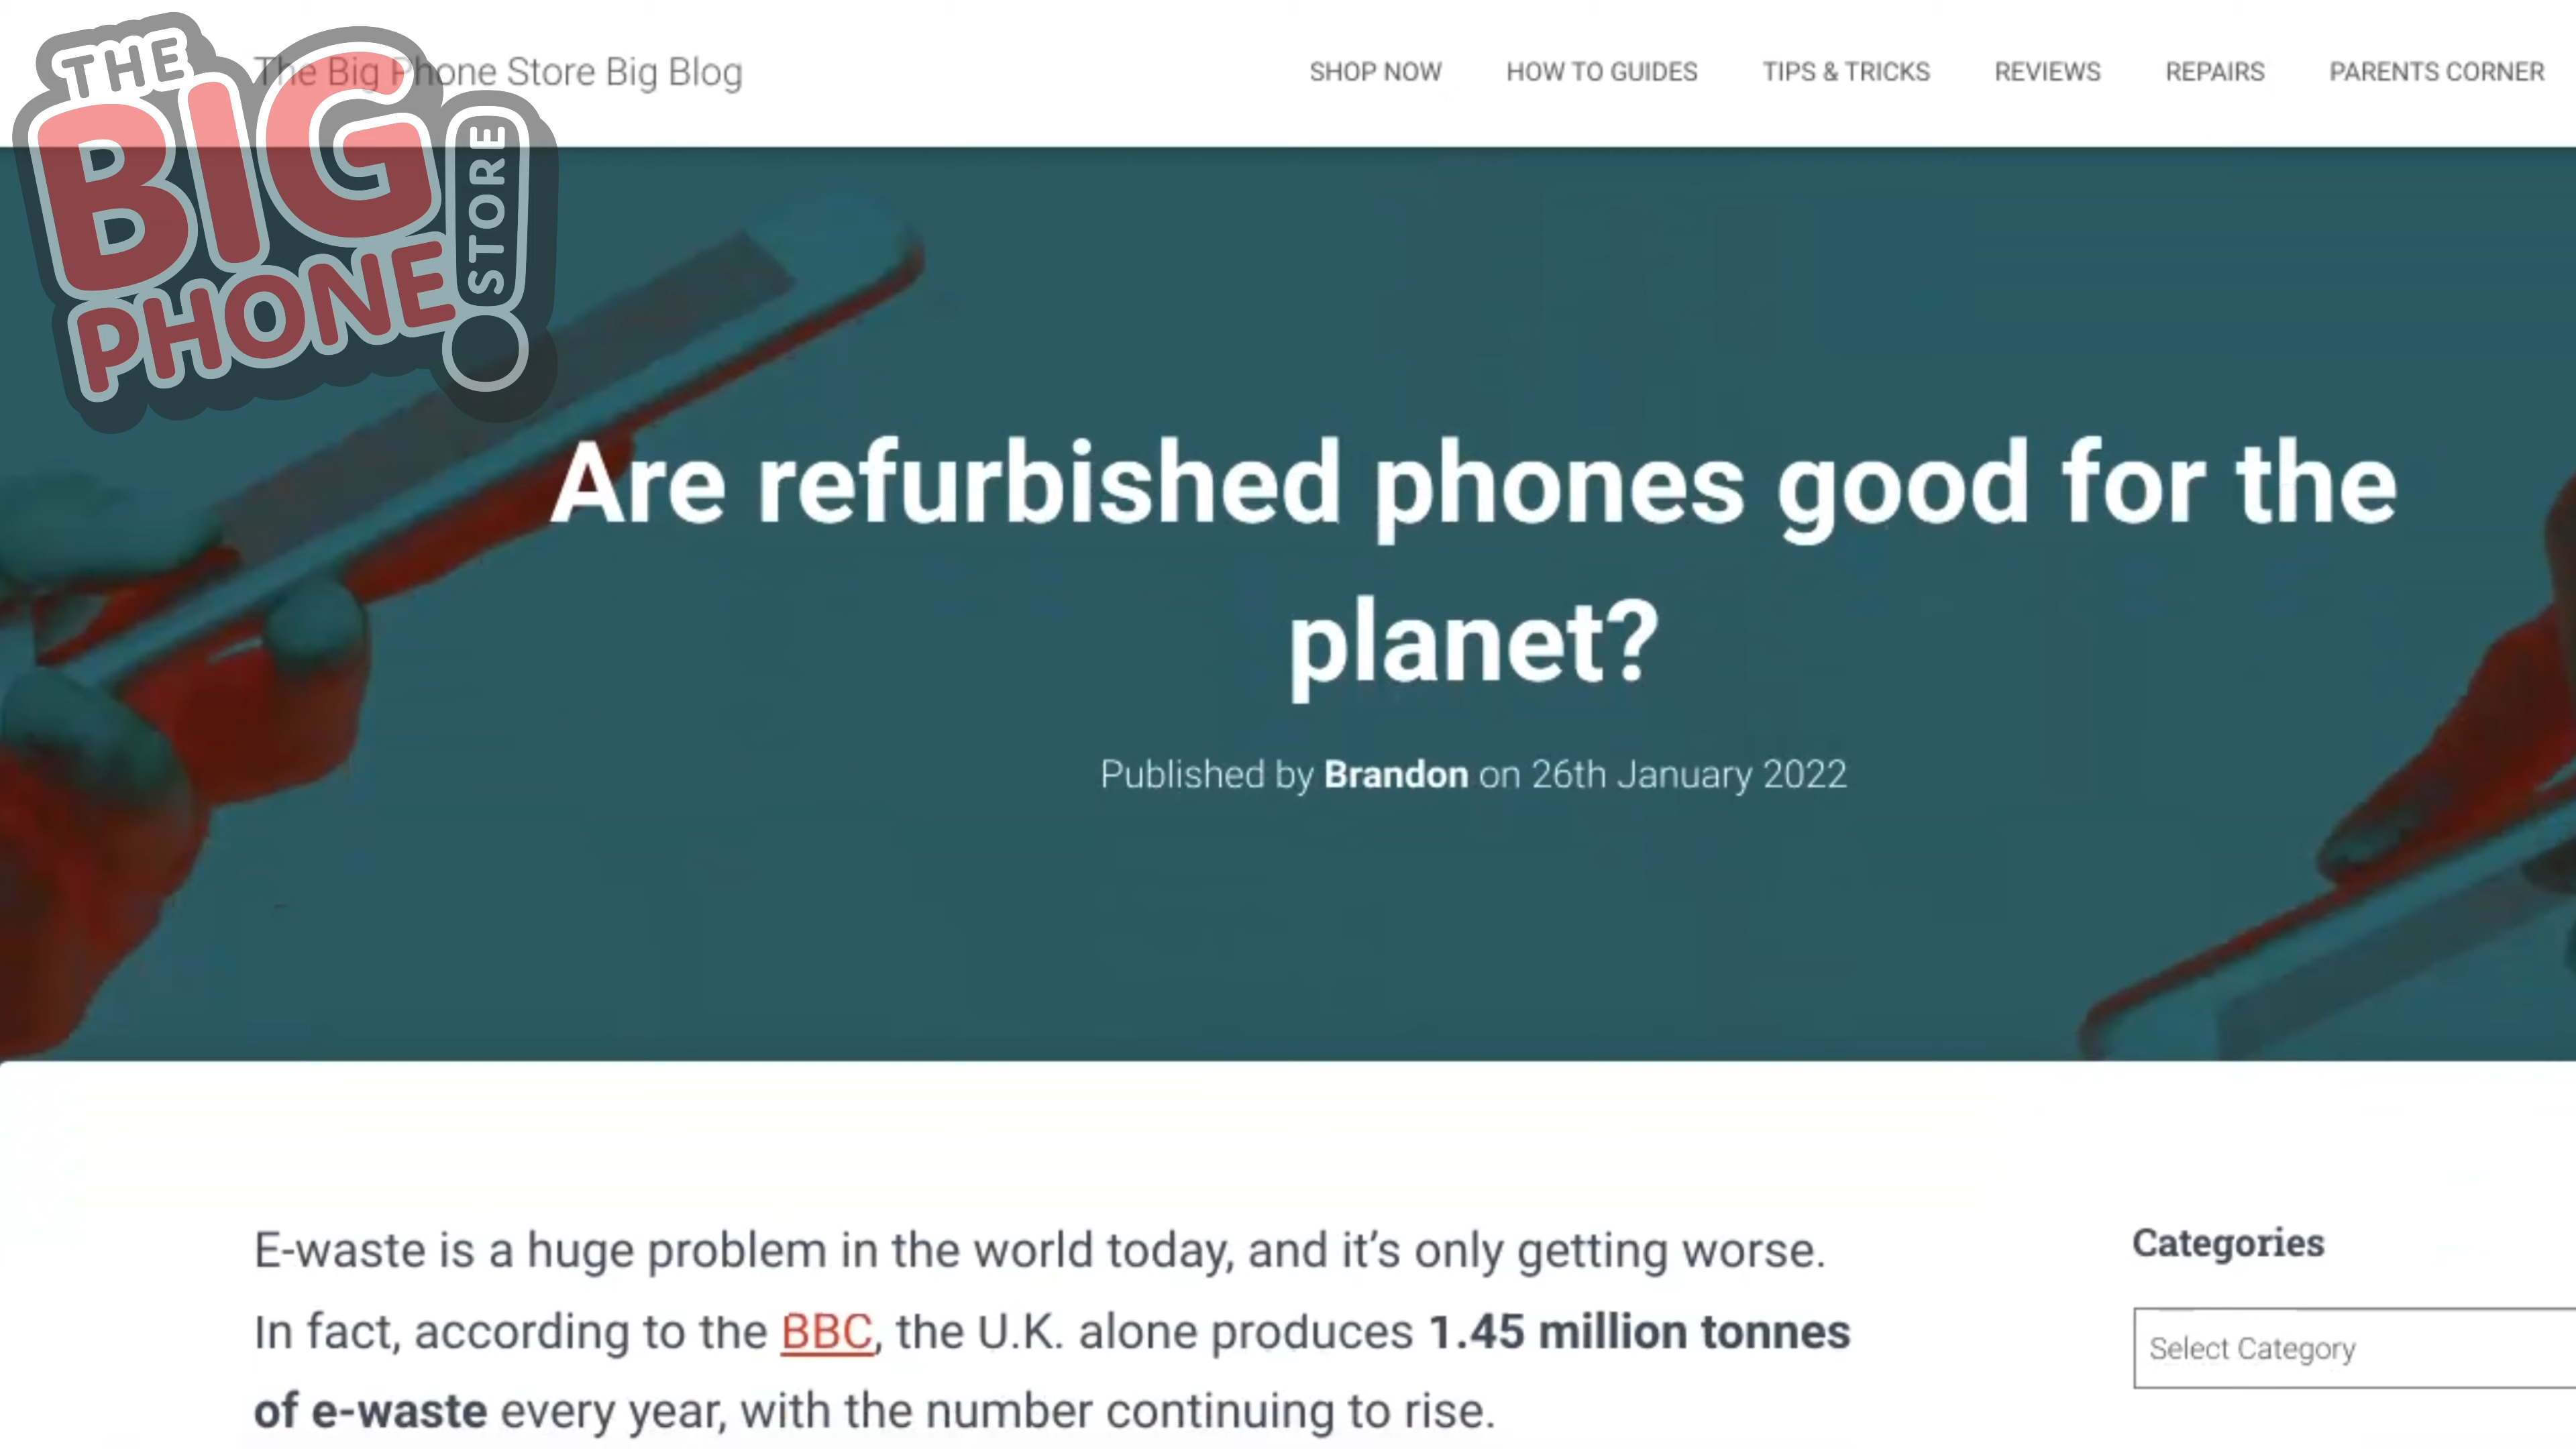 THE
BIG
PHONE
STORE
The Big Phone Store Big Blog
SHOP NOW
HOW TO GUIDES
TIPS & TRICKS
REVIEWS
REPAIRS
PARENTS CORNER
Are refurbished phones good for the
planet?
Published by Brandon on 26th January 2022
E-waste is a huge problem in the world today, and it’s only getting worse.
In fact, according to the BBC, the U.K. alone produces 1.45 million tonnes
of e-waste every year, with the number continuing to rise.
Categories
Select Category